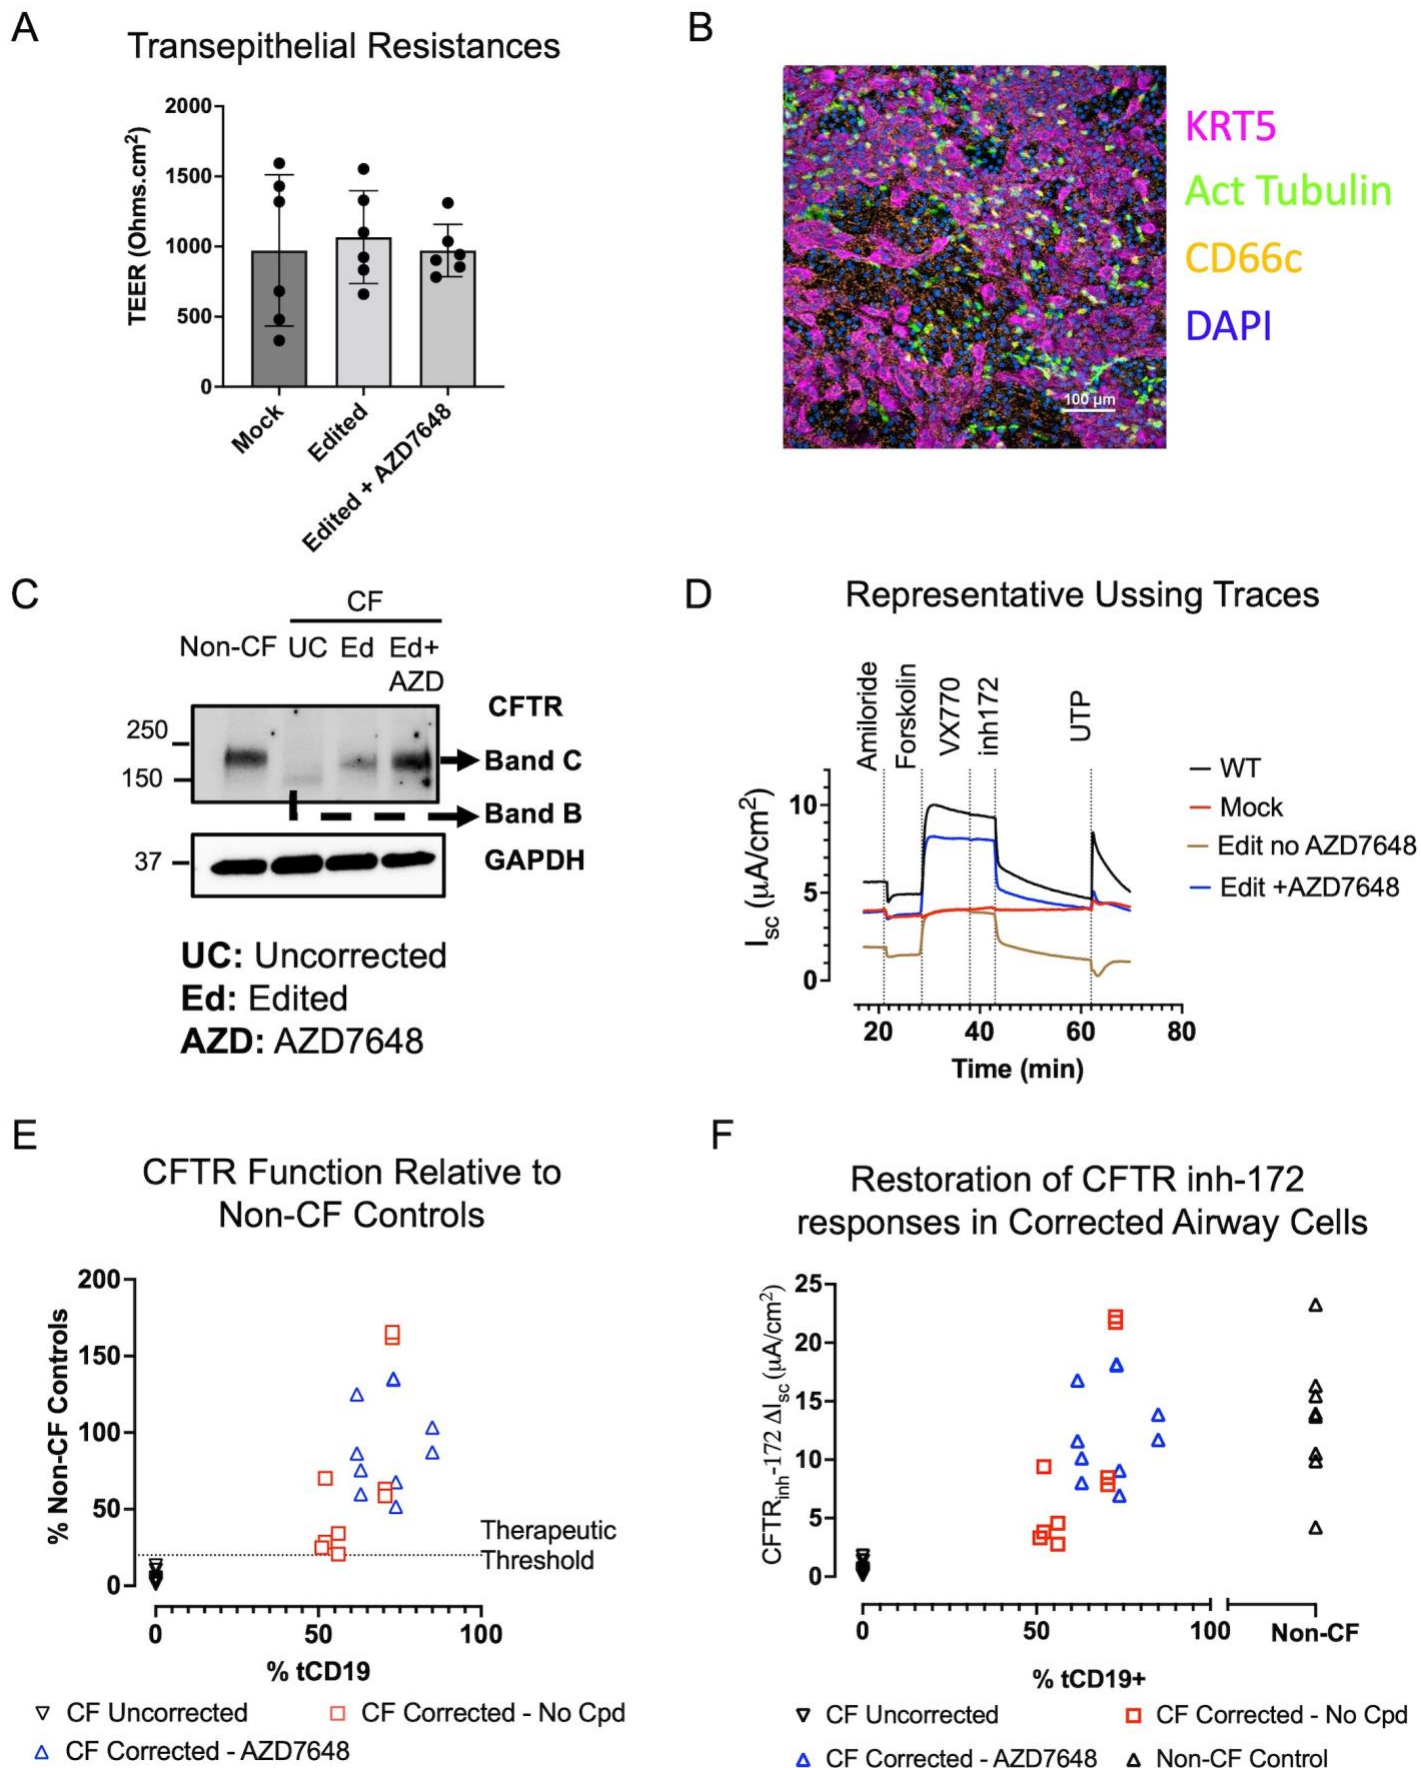 A
Transepithelial Resistances
TEER (Ohms.cm2)
2000
1500
1000
500
0
Mock
Edited
Edited + AZD7648
B
KRT5
Act Tubulin
CD66c
DAPI
100 µm
C
CF
Non-CF UC Ed Ed+
AZD
250
150
37
CFTR
Band C
Band B
GAPDH
UC: Uncorrected
Ed: Edited
AZD: AZD7648
D
Representative Ussing Traces
Amiloride
Forskolin
VX770
inh172
UTP
Isc (µA/cm2)
10
5
0
20 40 60 80
Time (min)
WT
Mock
Edit no AZD7648
Edit +AZD7648
E
CFTR Function Relative to
Non-CF Controls
% Non-CF Controls
200
150
100
50
0
Therapeutic
Threshold
0 50 100
% tCD19
CF Uncorrected
CF Corrected - No Cpd
CF Corrected - AZD7648
F
Restoration of CFTR inh-172
responses in Corrected Airway Cells
CFTRinh-172 ΔIsc (µA/cm2)
25
20
15
10
5
0
0 50 100 Non-CF
% tCD19+
CF Uncorrected
CF Corrected - No Cpd
CF Corrected - AZD7648
Non-CF Control